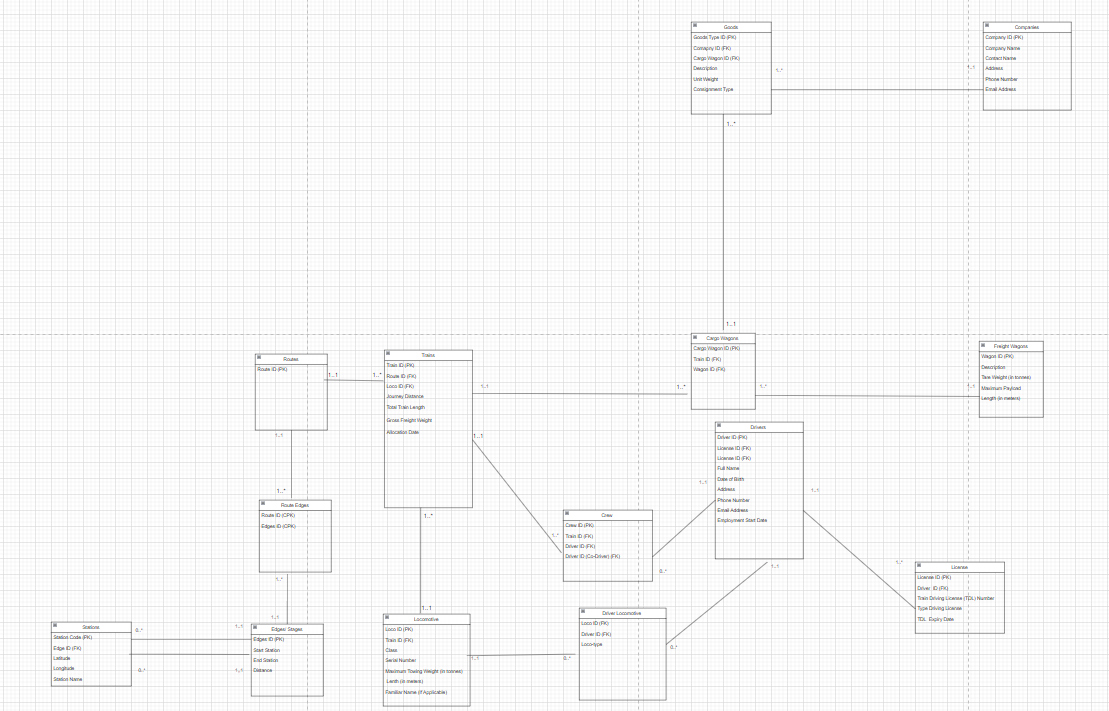 Goods
Goods Type ID (PK)
Comapny ID (FK)
Cargo Wagon ID (FK)
Description
Unit Weight
Consignment Type
1..*
1..*
Companies
Company ID (PK)
Company Name
Contact Name
Address
Phone Number
Email Address
1..1
1..1
Cargo Wagons
Cargo Wagon ID (PK)
Train ID (FK)
Wagon ID (FK)
1..*
1..*
Freight Wagons
Wagon ID (PK)
Description
Tare Weight (in tonnes)
Maximum Payload
Length (in meters)
1..1
Routes
Route ID (PK)
1..1
1..1
Trains
Train ID (PK)
Route ID (FK)
Loco ID (FK)
Journey Distance
Total Train Length
Gross Freight Weight
Allocation Date
1..*
1..1
1..1
1..*
Drivers
Driver ID (PK)
License ID (FK)
License ID (FK)
Full Name
Date of Birth
Address
Phone Number
Email Address
Employment Start Date
1..1
1..1
1..1
1..*
Route Edges
Route ID (CPK)
Edges ID (CPK)
1..*
Crew
Crew ID (PK)
Train ID (FK)
Driver ID (FK)
Driver ID (Co-Driver) (FK)
1..*
0..*
1..*
License
License ID (PK)
Driver ID (FK)
Train Driving License (TDL) Number
Type Driving License
TDL Expiry Date
Stations
Station Code (PK)
Edge ID (FK)
Latitude
Longitude
Station Name
0..*
0..*
1..1
1..1
1..1
Edges/ Stages
Edges ID (PK)
Start Station
End Station
Distance
1..1
Locomotive
Loco ID (PK)
Train ID (FK)
Class
Serial Number
Maximum Towing Weight (in tonnes)
Lenth (in meters)
Familier Name (If Applicable)
1..1
0..*
Driver Locomotive
Loco ID (FK)
Driver ID (FK)
Loco-type
0..*